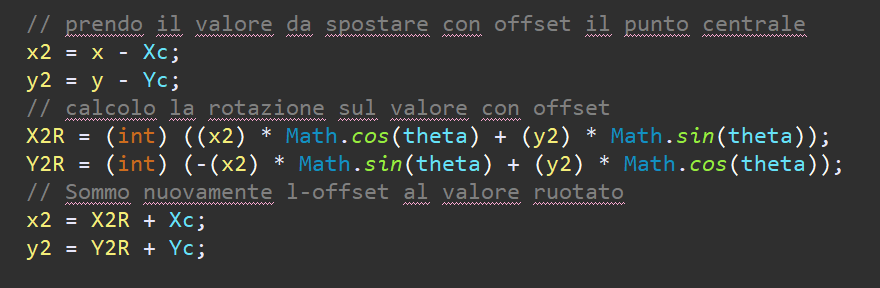 // prendo il valore da spostare con offset il punto centrale
x2 = x - Xc;
y2 = y - Yc;
// calcolo la rotazione sul valore con offset
X2R = (int) ((x2) * Math.cos(theta) + (y2) * Math.sin(theta));
Y2R = (int) (-(x2) * Math.sin(theta) + (y2) * Math.cos(theta));
// Sommo nuovamente l-offset al valore ruotato
x2 = X2R + Xc;
y2 = Y2R + Yc;